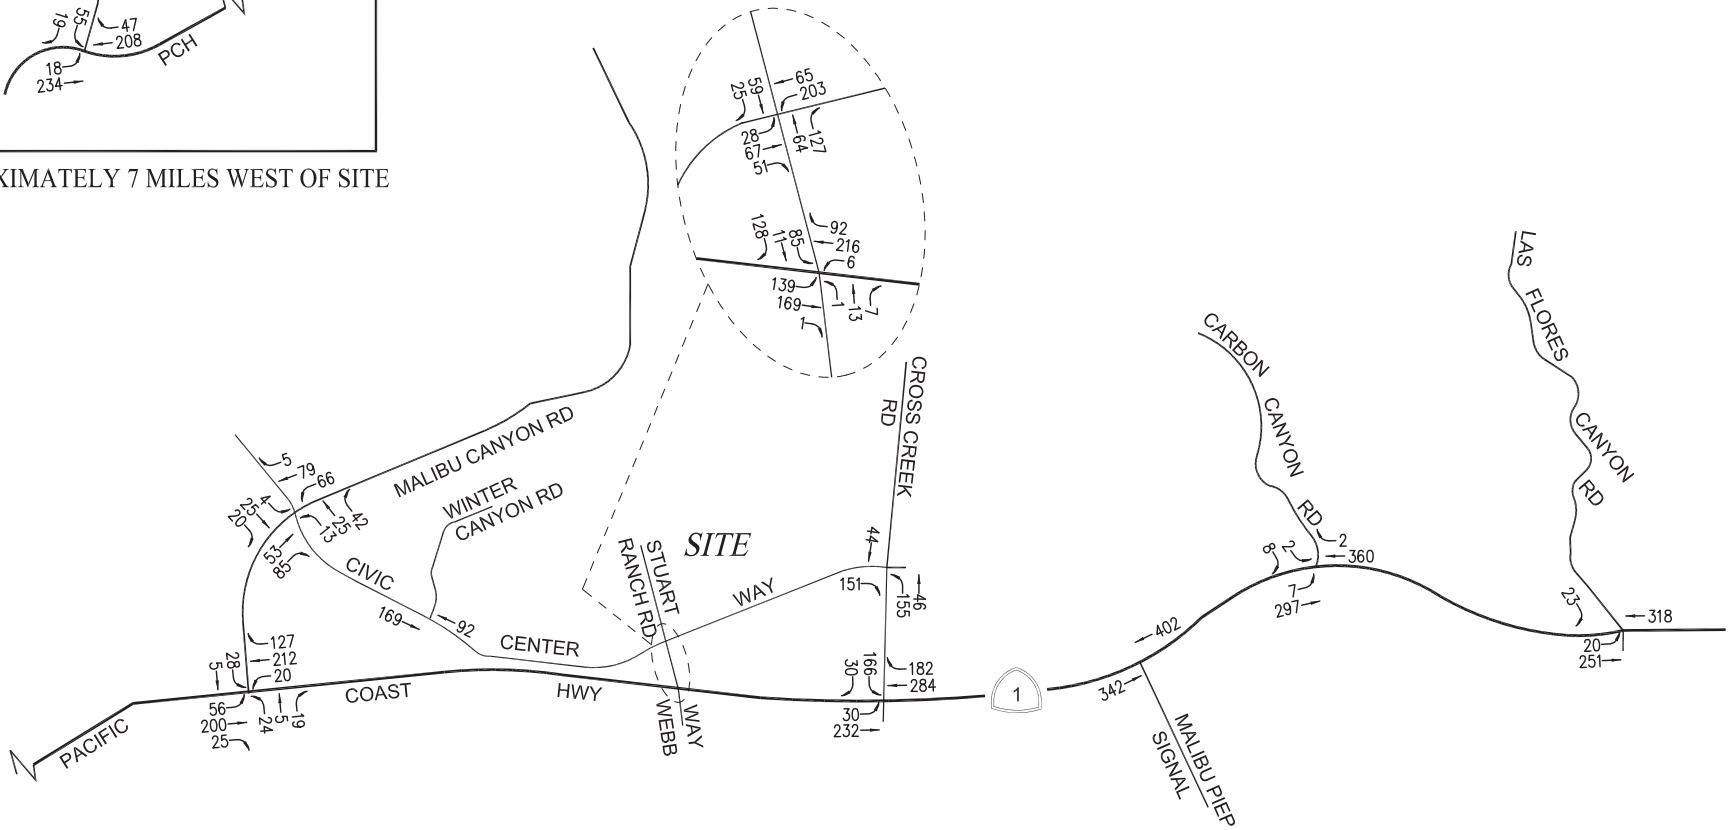 19
55
47
208
PCH
18
234
XIMATELY 7 MILES WEST OF SITE
25
59
65
203
28
67
51
64
127
128
11
85
92
216
6
139
169
1
1
13
7
LAS
FLORES
CANYON
RD
CARBON
CANYON
RD
CROSS CREEK
RD
MALIBU CANYON RD
WINTER
CANYON RD
5
79
66
4
25
20
13
25
42
53
85
SITE
STUART
RANCH RD
CIVIC
CENTER
WAY
169
92
44
151
46
155
8
2
2
360
7
297
23
318
20
251
5
28
127
212
20
56
200
25
24
5
19
30
166
182
284
30
232
402
342
1
PACIFIC
COAST
HWY
WEBB
WAY
MALIBU PIEP
SIGNAL